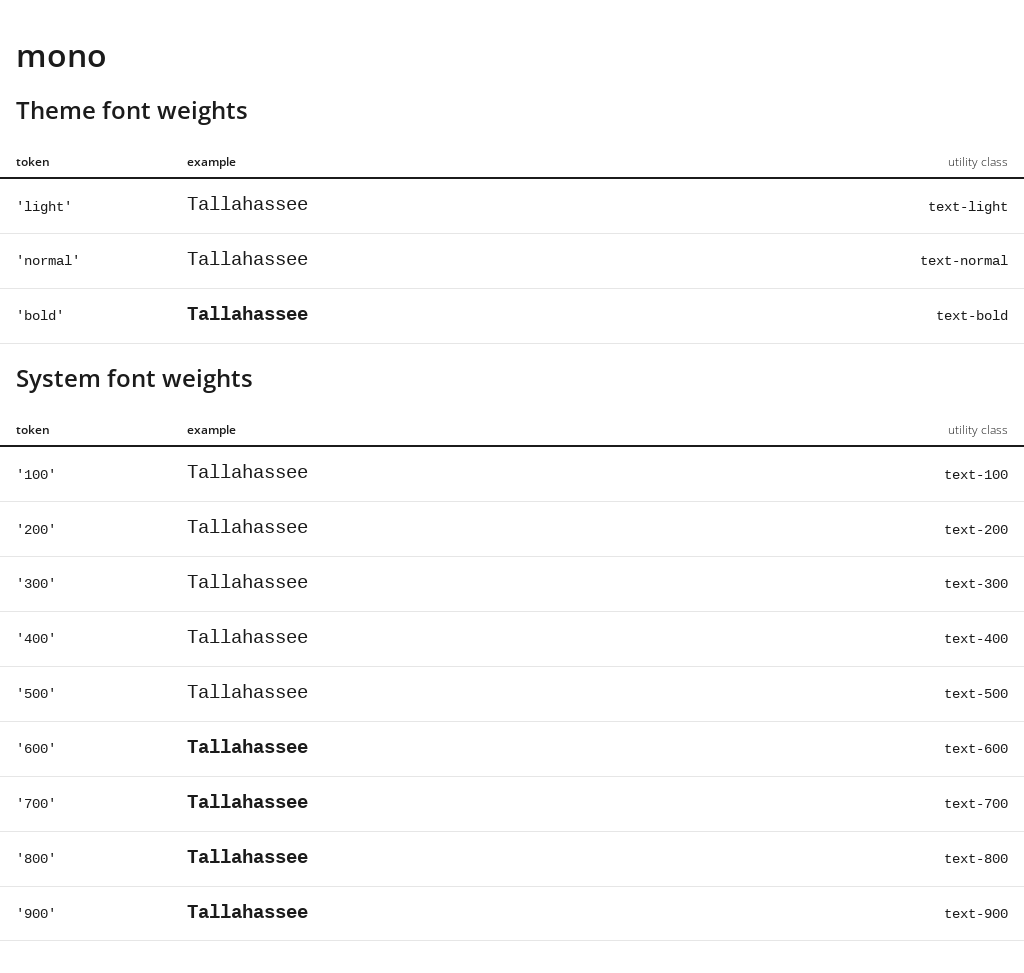 mono
Theme font weights
token example utility class
'light' Tallahassee text-light
'normal' Tallahassee text-normal
'bold' Tallahassee text-bold
System font weights
token example utility class
'100' Tallahassee text-100
'200' Tallahassee text-200
'300' Tallahassee text-300
'400' Tallahassee text-400
'500' Tallahassee text-500
'600' Tallahassee text-600
'700' Tallahassee text-700
'800' Tallahassee text-800
'900' Tallahassee text-900